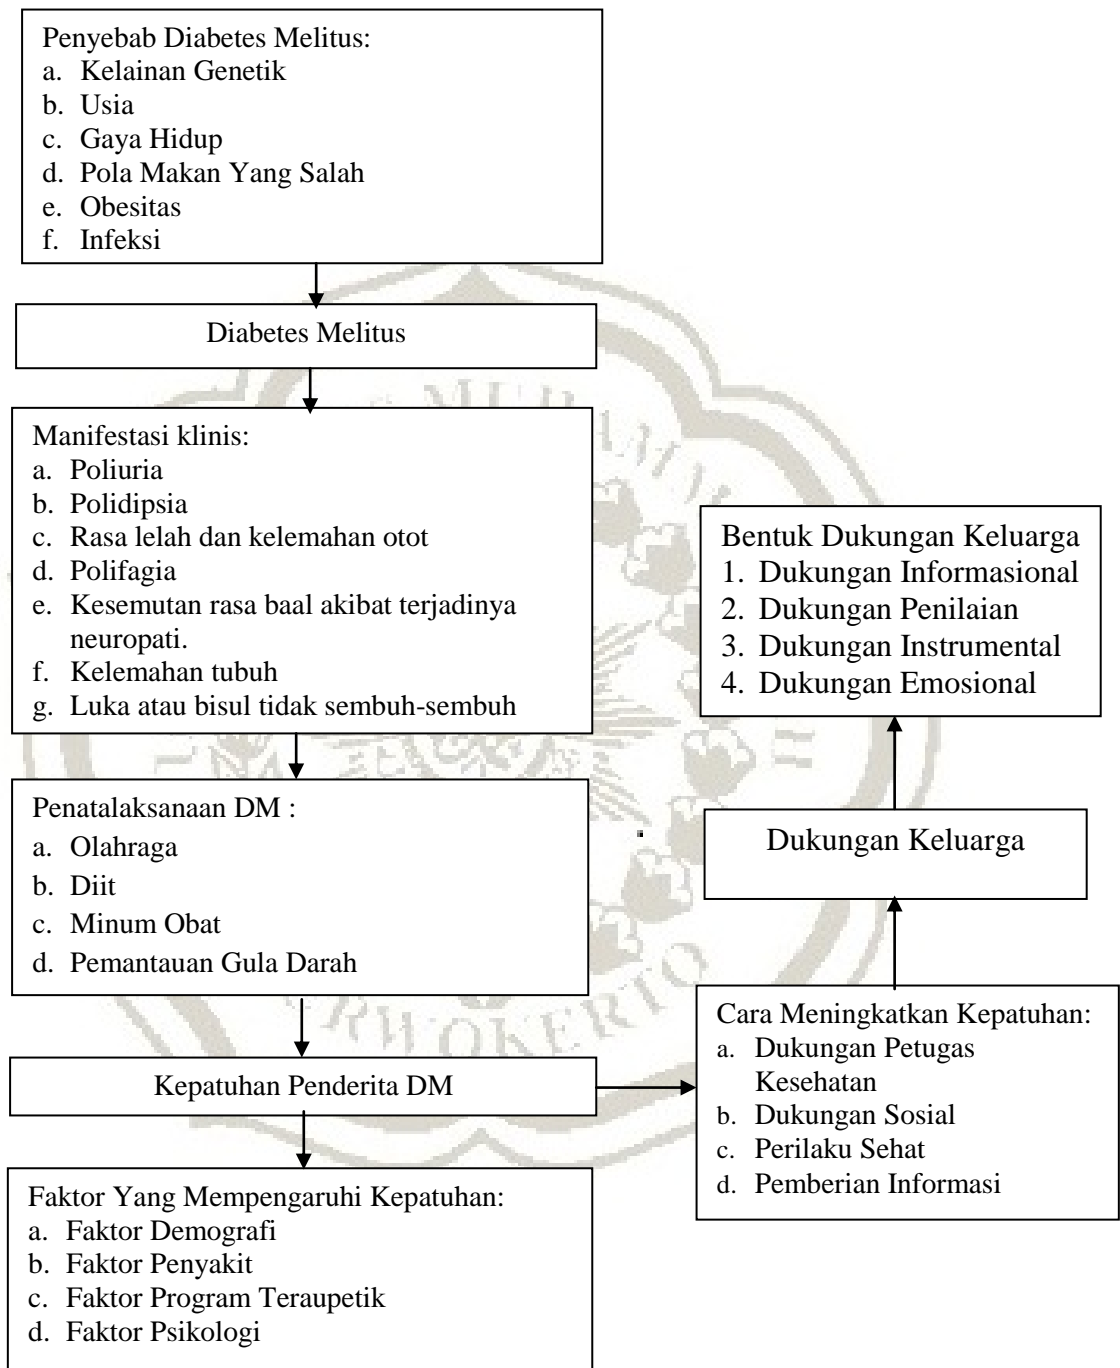 Penyebab Diabetes Melitus:
a. Kelainan Genetik
b. Usia
c. Gaya Hidup
d. Pola Makan Yang Salah
e. Obesitas
f. Infeksi
Diabetes Melitus
Manifestasi klinis:
a. Poliuria
b. Polidipsia
c. Rasa lelah dan kelemahan otot
d. Polifagia
e. Kesemutan rasa baal akibat terjadinya
neuropati.
f. Kelemahan tubuh
g. Luka atau bisul tidak sembuh-sembuh
Penatalaksanaan DM :
a. Olahraga
b. Diit
c. Minum Obat
d. Pemantauan Gula Darah
Kepatuhan Penderita DM
Faktor Yang Mempengaruhi Kepatuhan:
a. Faktor Demografi
b. Faktor Penyakit
c. Faktor Program Teraupetik
d. Faktor Psikologi
Bentuk Dukungan Keluarga
1. Dukungan Informasional
2. Dukungan Penilaian
3. Dukungan Instrumental
4. Dukungan Emosional
Dukungan Keluarga
Cara Meningkatkan Kepatuhan:
a. Dukungan Petugas
Kesehatan
b. Dukungan Sosial
c. Perilaku Sehat
d. Pemberian Informasi